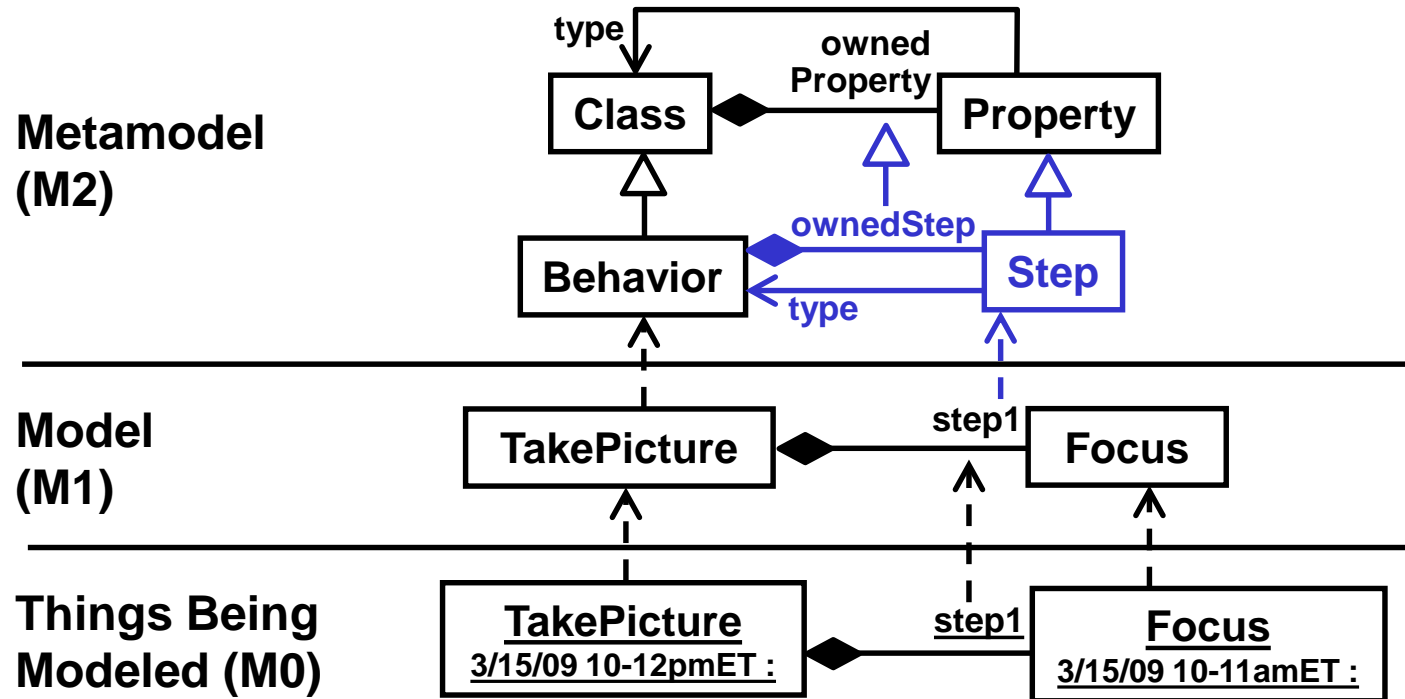 type
owned
Property
Class
Property
Metamodel
(M2)
ownedStep
Behavior
Step
type
Model
(M1)
step1
TakePicture
Focus
Things Being
Modeled (M0)
TakePicture
3/15/09 10-12pmET :
step1
Focus
3/15/09 10-11amET :